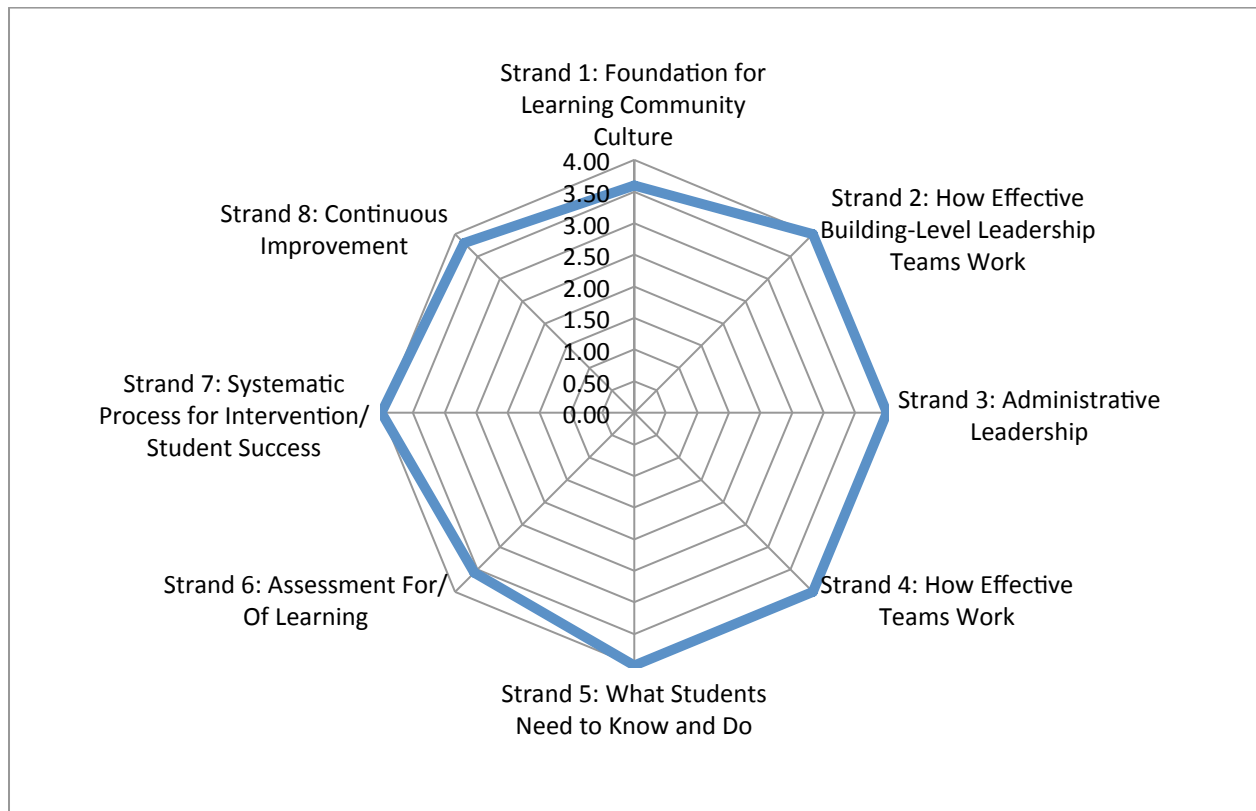 Strand 1: Foundation for
Learning Community
Culture
4.00
3.50
3.00
2.50
2.00
1.50
1.00
0.50
0.00
Strand 2: How Effective
Building-Level Leadership
Teams Work
Strand 3: Administrative
Leadership
Strand 4: How Effective
Teams Work
Strand 5: What Students
Need to Know and Do
Strand 6: Assessment For/
Of Learning
Strand 7: Systematic
Process for Intervention/
Student Success
Strand 8: Continuous
Improvement